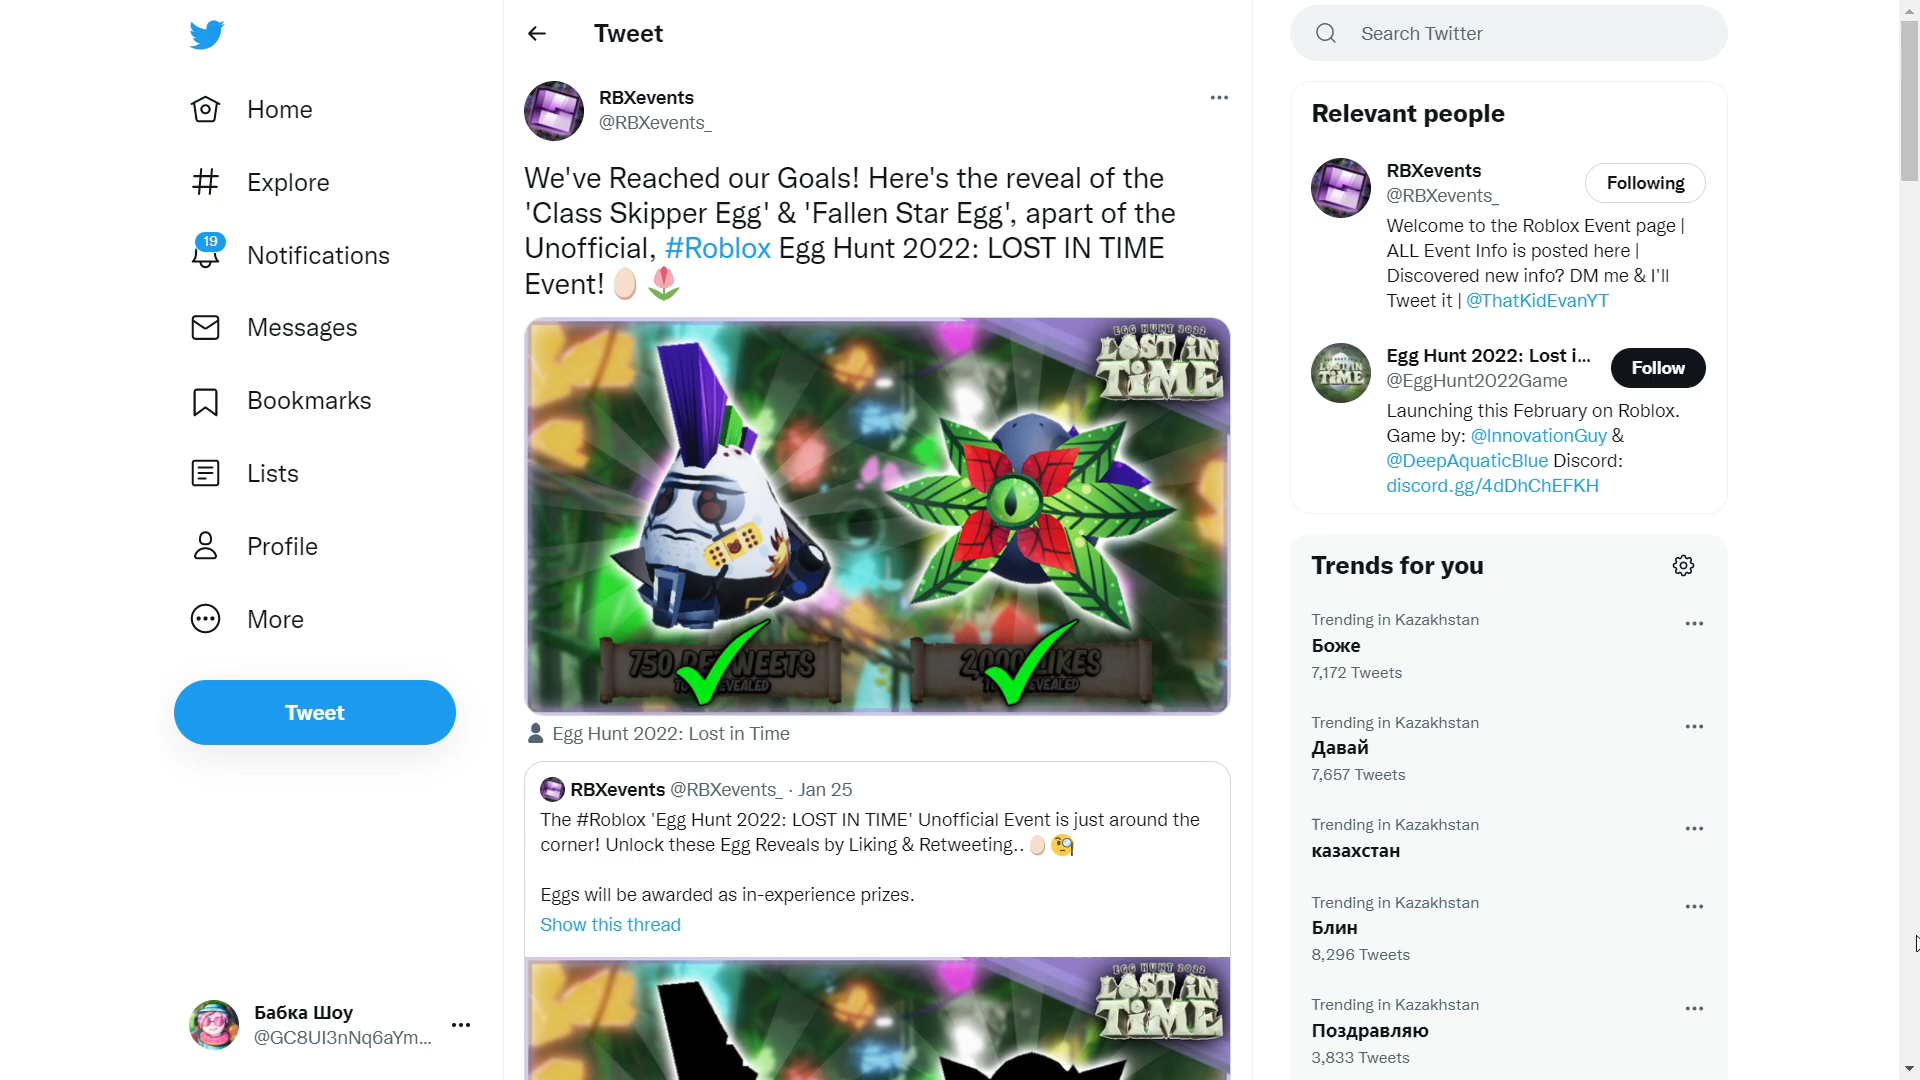 Home
Explore
19
Notifications
Messages
Bookmarks
Lists
Profile
More
Tweet
Бабка Шоу
@GC8UI3nNq6aYm...
Tweet
RBXevents
@RBXevents_
We've Reached our Goals! Here's the reveal of the
'Class Skipper Egg' & 'Fallen Star Egg', apart of the
Unofficial, #Roblox Egg Hunt 2022: LOST IN TIME
Event!
EGG HUNT 2022
LOST IN
TIME
750 RETWEETS
TO REVEALED
2,000 LIKES
REVEALED
Egg Hunt 2022: Lost in Time
RBXevents @RBXevents_ · Jan 25
The #Roblox 'Egg Hunt 2022: LOST IN TIME' Unofficial Event is just around the
corner! Unlock these Egg Reveals by Liking & Retweeting..
Eggs will be awarded as in-experience prizes.
Show this thread
EGG HUNT 2022
LOST IN
TIME
Search Twitter
Relevant people
RBXevents
@RBXevents_
Following
Welcome to the Roblox Event page |
ALL Event Info is posted here |
Discovered new info? DM me & I'll
Tweet it | @ThatKidEvanYT
LOST IN
TIME
Egg Hunt 2022: Lost i...
@EggHunt2022Game
Follow
Launching this February on Roblox.
Game by: @InnovationGuy &
@DeepAquaticBlue Discord:
discord.gg/4dDhChEFKH
Trends for you
Trending in Kazakhstan
Боже
7,172 Tweets
Trending in Kazakhstan
Давай
7,657 Tweets
Trending in Kazakhstan
казахстан
Trending in Kazakhstan
Блин
8,296 Tweets
Trending in Kazakhstan
Поздравляю
3,833 Tweets